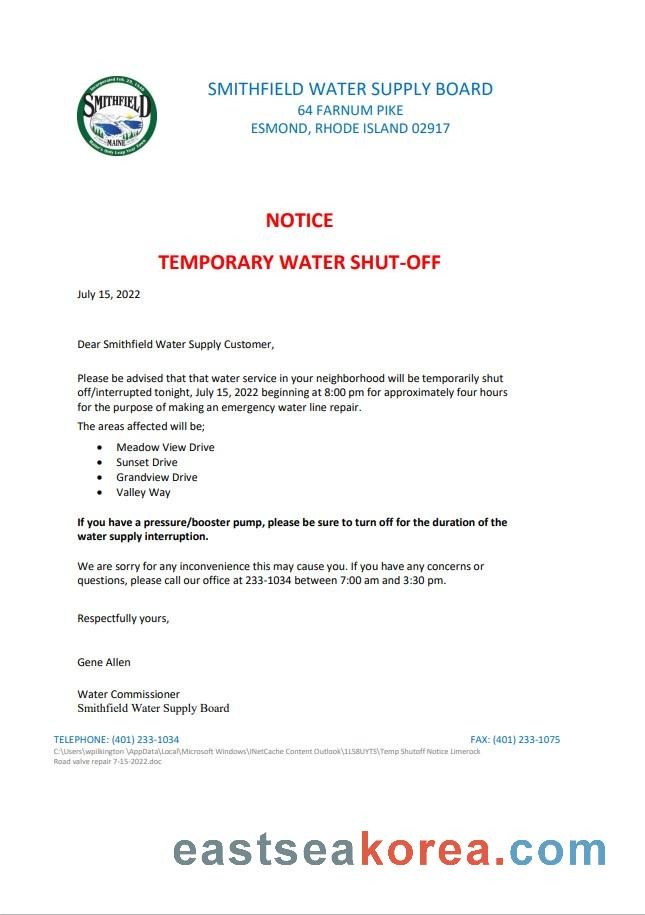 Incorporated Feb. 29, 1840
SMITHFIELD
MAINE
Maine's Only Leap Year Town
SMITHFIELD WATER SUPPLY BOARD
64 FARNUM PIKE
ESMOND, RHODE ISLAND 02917
NOTICE
TEMPORARY WATER SHUT-OFF
July 15, 2022
Dear Smithfield Water Supply Customer,
Please be advised that that water service in your neighborhood will be temporarily shut
off/interrupted tonight, July 15, 2022 beginning at 8:00 pm for approximately four hours
for the purpose of making an emergency water line repair.
The areas affected will be;
• Meadow View Drive
• Sunset Drive
• Grandview Drive
• Valley Way
If you have a pressure/booster pump, please be sure to turn off for the duration of the
water supply interruption.
We are sorry for any inconvenience this may cause you. If you have any concerns or
questions, please call our office at 233-1034 between 7:00 am and 3:30 pm.
Respectfully yours,
Gene Allen
Water Commissioner
Smithfield Water Supply Board
TELEPHONE: (401) 233-1034 FAX: (401) 233-1075
C:\Users\wpilkington \AppData\Local\Microsoft Windows\INetCache Content Outlook\1LS8UYTS\Temp Shutoff Notice Limerock
Road valve repair 7-15-2022.doc
eastseakorea.com